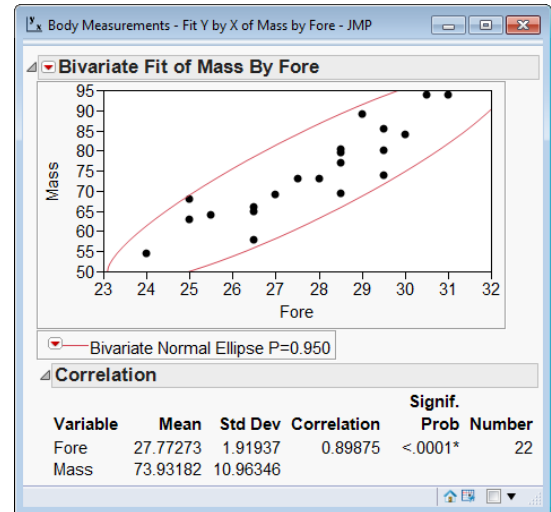 Body Measurements - Fit Y by X of Mass by Fore - JMP
Bivariate Fit of Mass By Fore
95
90
85
80
75
70
65
60
55
50
Mass
23 24 25 26 27 28 29 30 31 32
Fore
Bivariate Normal Ellipse P=0.950
Correlation
Signif.
Variable Mean Std Dev Correlation Prob Number
Fore 27.77273 1.91937 0.89875 <.0001* 22
Mass 73.93182 10.96346